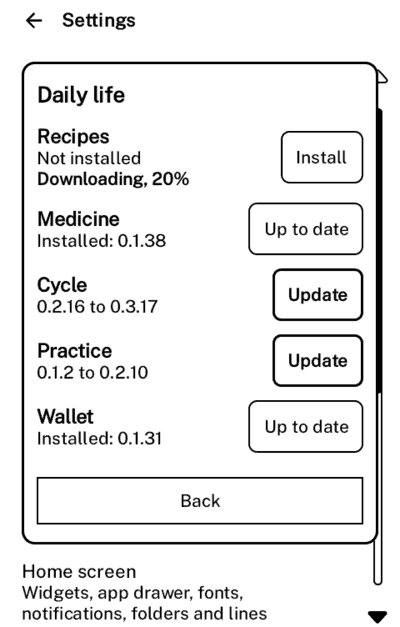 Settings
Daily life
Recipes
Not installed
Downloading, 20%
Install
Medicine
Installed: 0.1.38
Up to date
Cycle
0.2.16 to 0.3.17
Update
Practice
0.1.2 to 0.2.10
Update
Wallet
Installed: 0.1.31
Up to date
Back
Home screen
Widgets, app drawer, fonts,
notifications, folders and lines